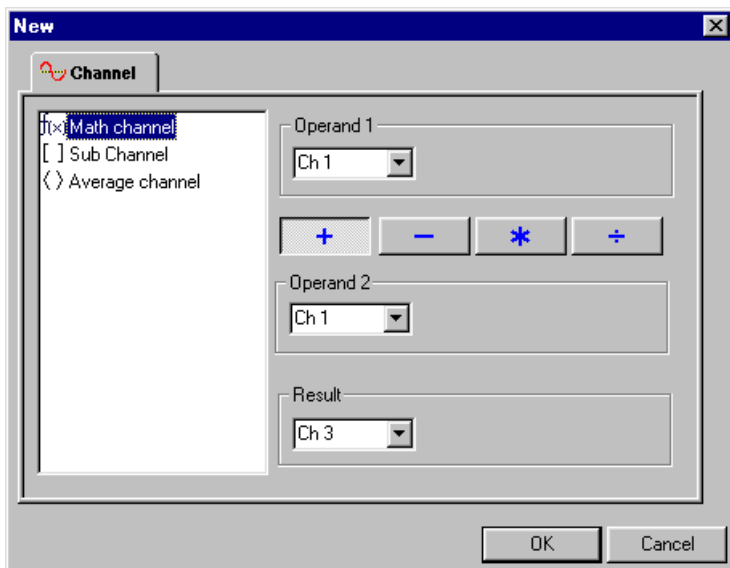 New
Channel
f(x) Math channel
[ ] Sub Channel
⟨ ⟩ Average channel
Operand 1
Ch 1
+ − * ÷
Operand 2
Ch 1
Result
Ch 3
OK Cancel